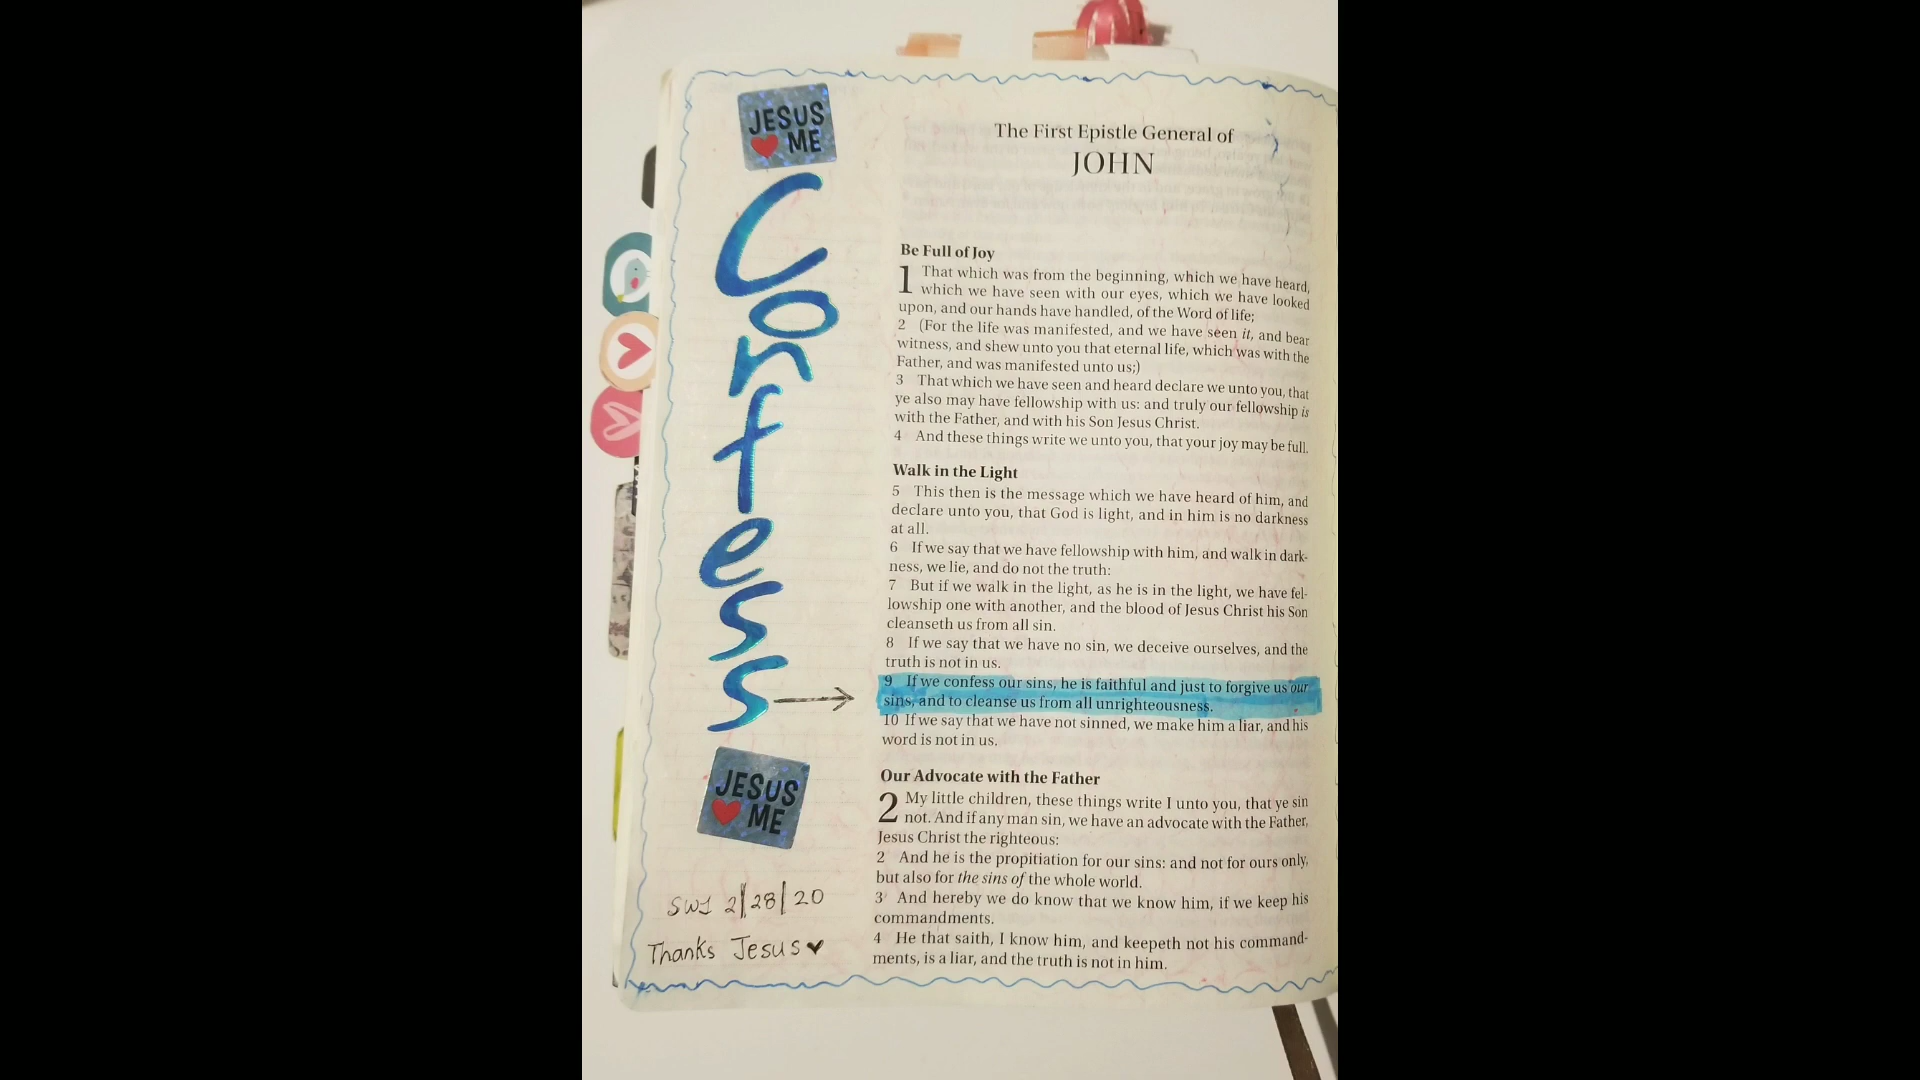 JESUS
♥ ME
Confess
JESUS
♥ ME
SWJ 2/28/20
Thanks Jesus ♥
The First Epistle General of
JOHN
Be Full of Joy
1 That which was from the beginning, which we have heard,
which we have seen with our eyes, which we have looked
upon, and our hands have handled, of the Word of life;
2 (For the life was manifested, and we have seen it, and bear
witness, and shew unto you that eternal life, which was with the
Father, and was manifested unto us;)
3 That which we have seen and heard declare we unto you, that
ye also may have fellowship with us: and truly our fellowship is
with the Father, and with his Son Jesus Christ.
4 And these things write we unto you, that your joy may be full.
Walk in the Light
5 This then is the message which we have heard of him, and
declare unto you, that God is light, and in him is no darkness
at all.
6 If we say that we have fellowship with him, and walk in dark-
ness, we lie, and do not the truth:
7 But if we walk in the light, as he is in the light, we have fel-
lowship one with another, and the blood of Jesus Christ his Son
cleanseth us from all sin.
8 If we say that we have no sin, we deceive ourselves, and the
truth is not in us.
9 If we confess our sins, he is faithful and just to forgive us our
sins, and to cleanse us from all unrighteousness.
10 If we say that we have not sinned, we make him a liar, and his
word is not in us.
Our Advocate with the Father
2 My little children, these things write I unto you, that ye sin
not. And if any man sin, we have an advocate with the Father,
Jesus Christ the righteous:
2 And he is the propitiation for our sins: and not for ours only,
but also for the sins of the whole world.
3 And hereby we do know that we know him, if we keep his
commandments.
4 He that saith, I know him, and keepeth not his command-
ments, is a liar, and the truth is not in him.